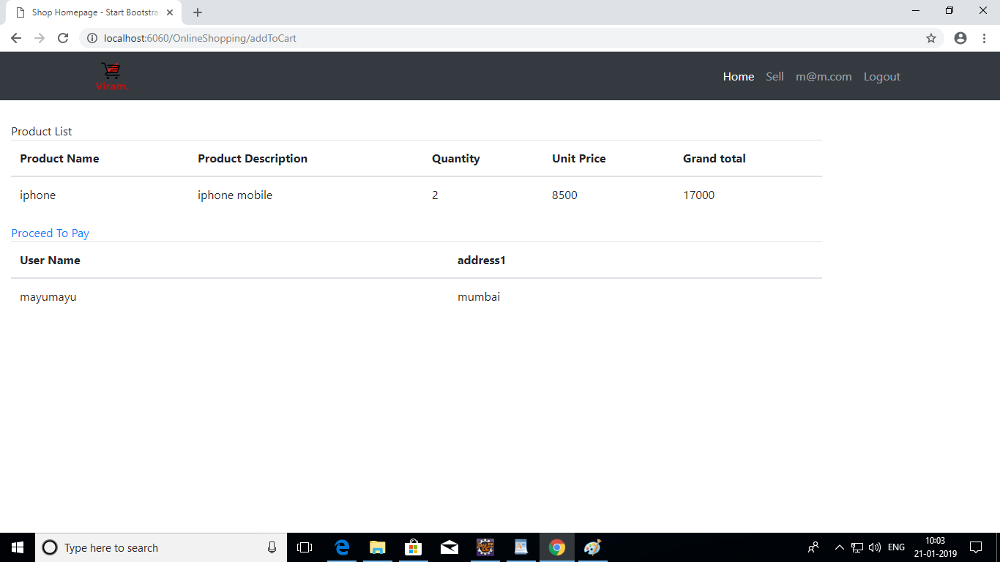 Shop Homepage - Start Bootstra
localhost:6060/OnlineShopping/addToCart
Viram.
Home Sell m@m.com Logout
Product List
Product Name Product Description Quantity Unit Price Grand total
iphone iphone mobile 2 8500 17000
Proceed To Pay
User Name address1
mayumayu mumbai
Type here to search
ENG
10:03
21-01-2019